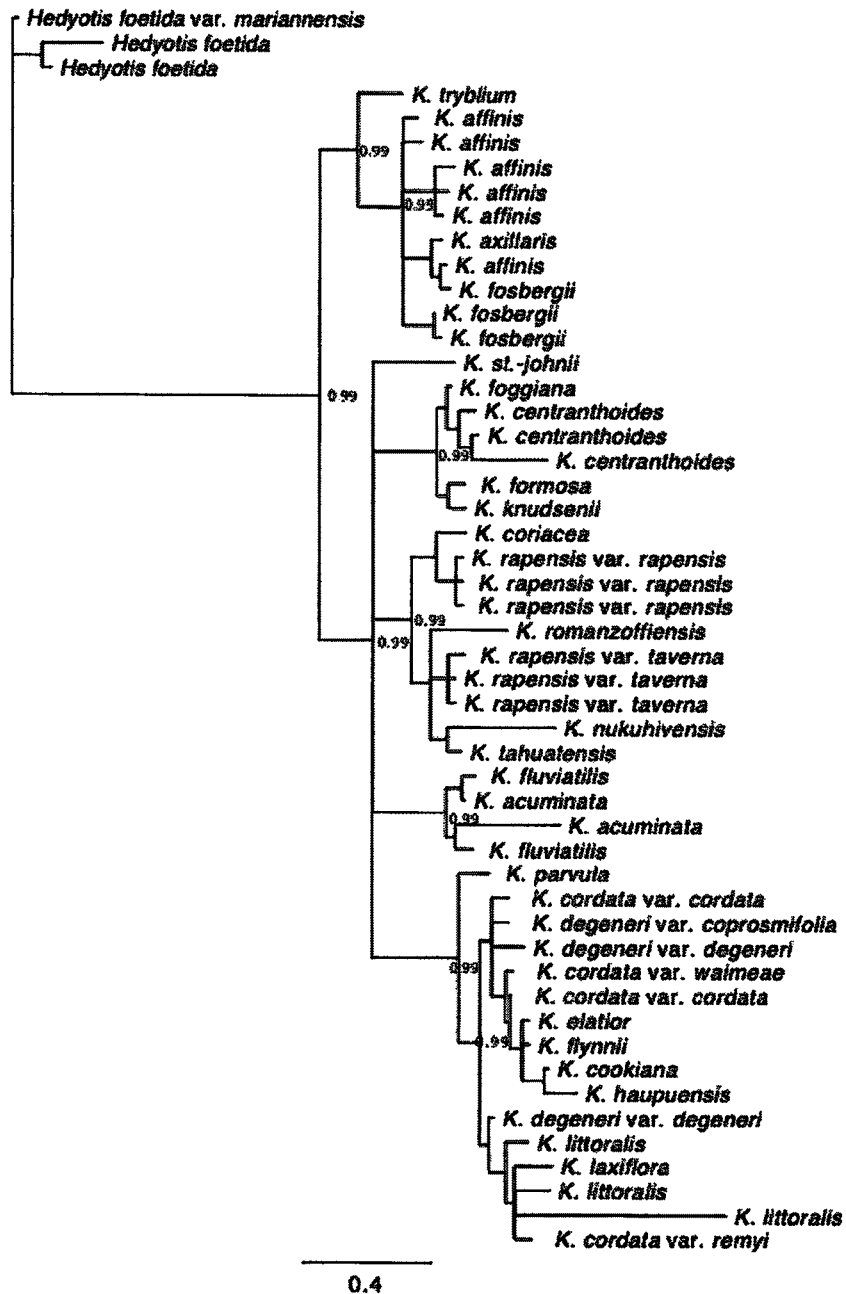 Hedyotis foetida var. mariannensis
Hedyotis foetida
Hedyotis foetida
K. tryblium
K. affinis
K. affinis
0.99
K. affinis
K. affinis
0.99
K. affinis
K. axillaris
K. affinis
K. fosbergii
K. fosbergii
K. fosbergii
K. st.-johnii
K. foggiana
0.99
K. centranthoides
K. centranthoides
0.99
K. centranthoides
K. formosa
K. knudsenii
K. coriacea
K. rapensis var. rapensis
K. rapensis var. rapensis
K. rapensis var. rapensis
0.99
K. romanzoffiensis
0.99
K. rapensis var. taverna
K. rapensis var. taverna
K. rapensis var. taverna
K. nukuhivensis
K. tahuatensis
K. fluviatilis
K. acuminata
0.99
K. acuminata
K. fluviatilis
K. parvula
K. cordata var. cordata
K. degeneri var. coprosmifolia
K. degeneri var. degeneri
0.99
K. cordata var. waimeae
K. cordata var. cordata
K. elatior
0.99
K. flynnii
K. cookiana
K. haupuensis
K. degeneri var. degeneri
K. littoralis
K. laxiflora
K. littoralis
K. littoralis
K. cordata var. remyi
0.4